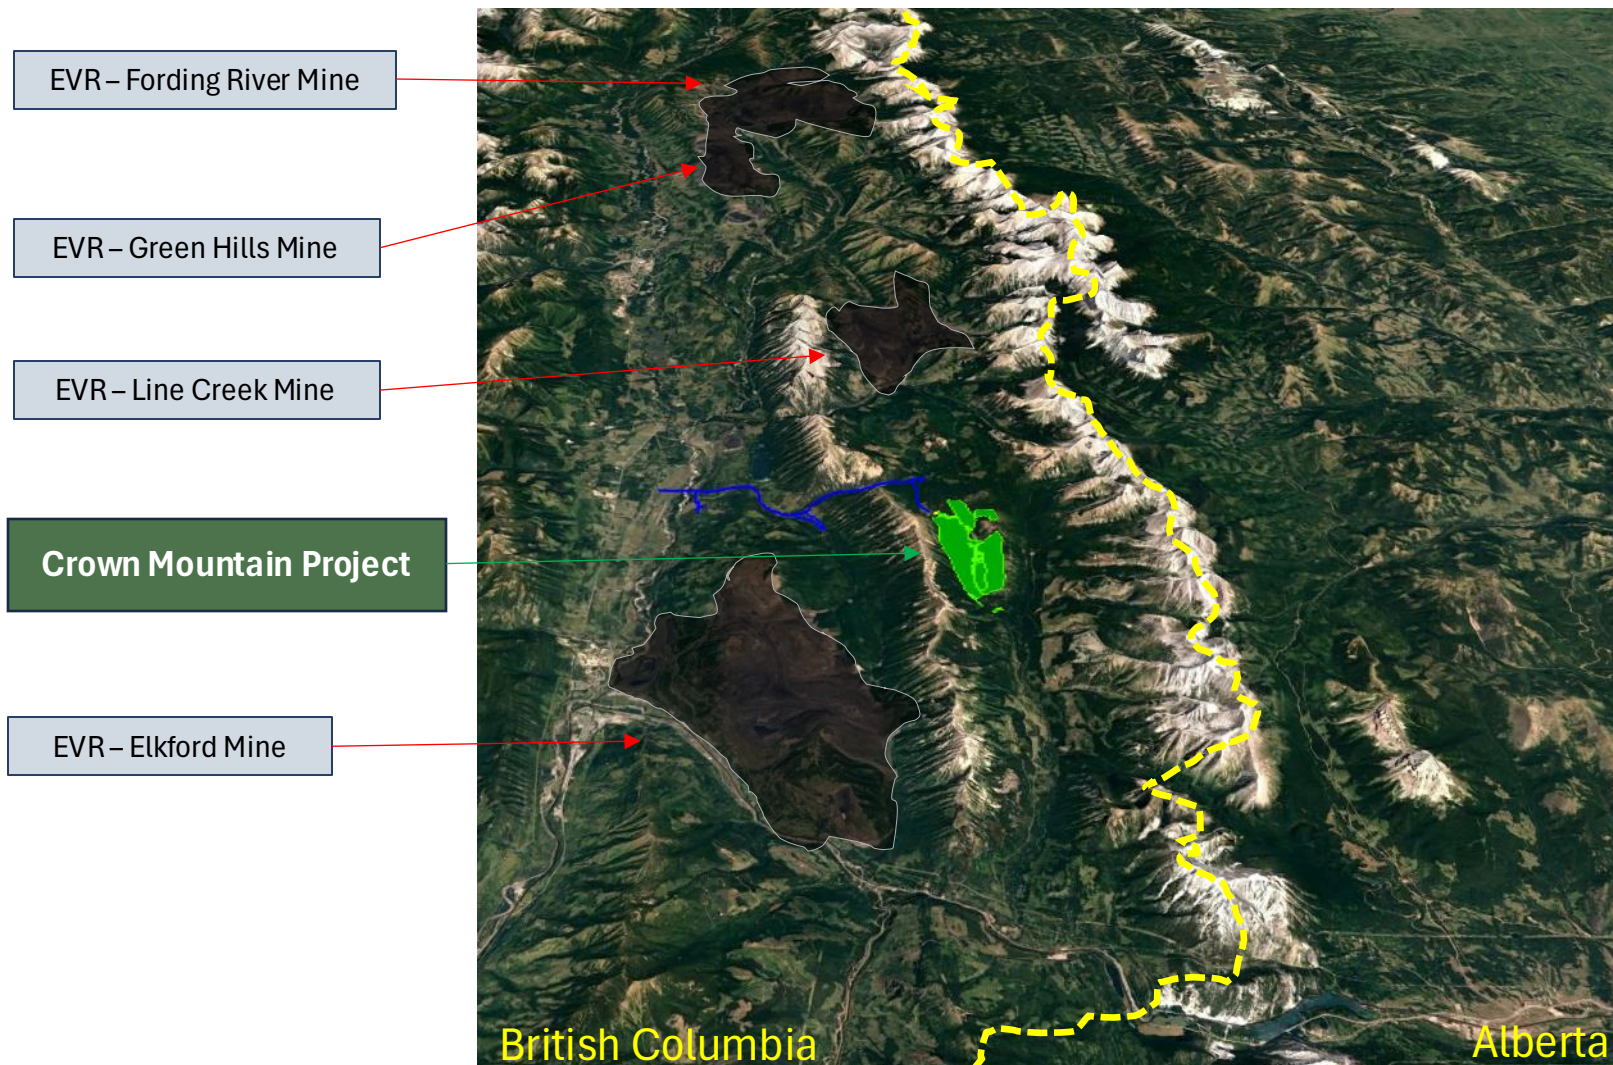 EVR – Fording River Mine
EVR – Green Hills Mine
EVR – Line Creek Mine
Crown Mountain Project
EVR – Elkford Mine
British Columbia
Alberta